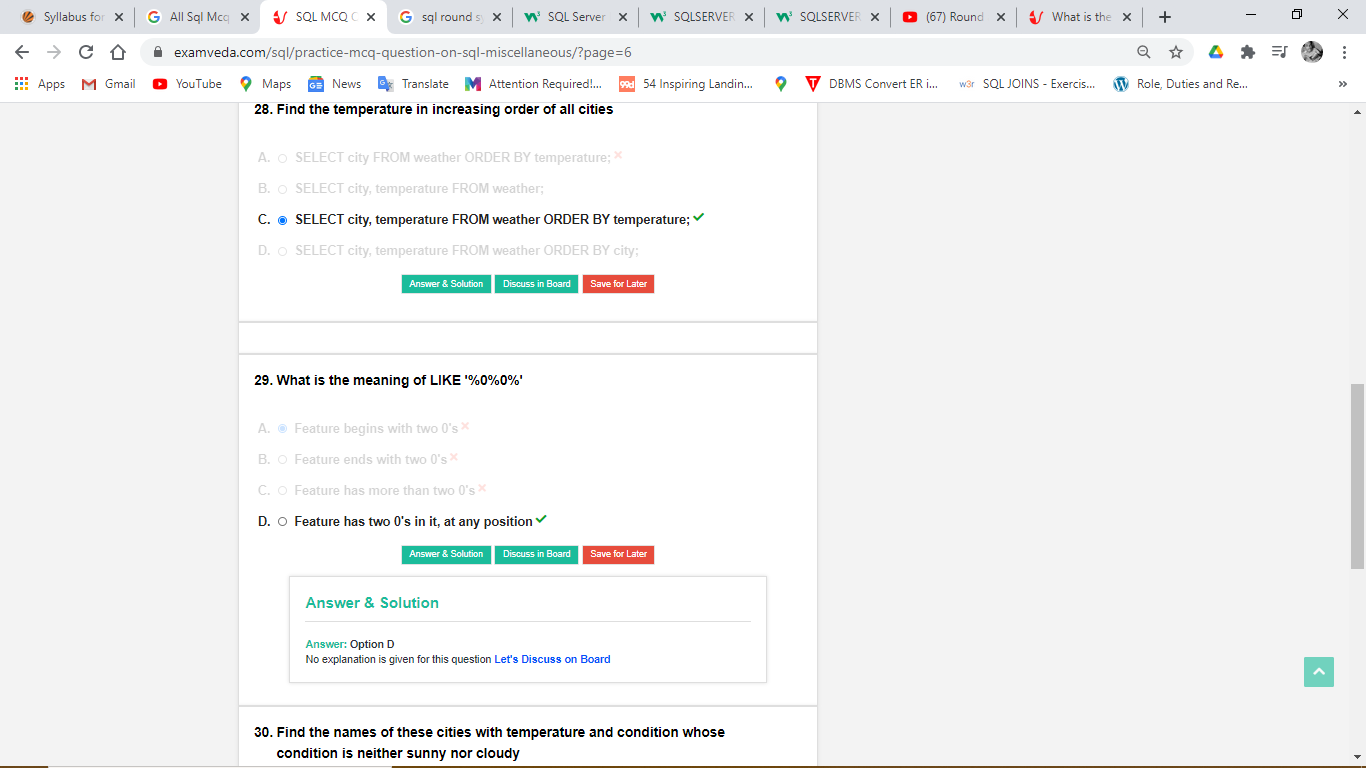 Syllabus for
All Sql Mcq
SQL MCQ C
sql round s
SQL Server
SQLSERVER
SQLSERVER
(67) Round
What is the
examveda.com/sql/practice-mcq-question-on-sql-miscellaneous/?page=6
Apps
Gmail
YouTube
Maps
News
Translate
Attention Required!...
99d
54 Inspiring Landin...
DBMS Convert ER i...
w3r
SQL JOINS - Exercis...
Role, Duties and Re...
»
28. Find the temperature in increasing order of all cities
A. SELECT city FROM weather ORDER BY temperature;
B. SELECT city, temperature FROM weather;
C. SELECT city, temperature FROM weather ORDER BY temperature;
D. SELECT city, temperature FROM weather ORDER BY city;
Answer & Solution Discuss in Board Save for Later
29. What is the meaning of LIKE '%0%0%'
A. Feature begins with two 0's
B. Feature ends with two 0's
C. Feature has more than two 0's
D. Feature has two 0's in it, at any position
Answer & Solution Discuss in Board Save for Later
Answer & Solution
Answer: Option D
No explanation is given for this question Let's Discuss on Board
30. Find the names of these cities with temperature and condition whose
condition is neither sunny nor cloudy